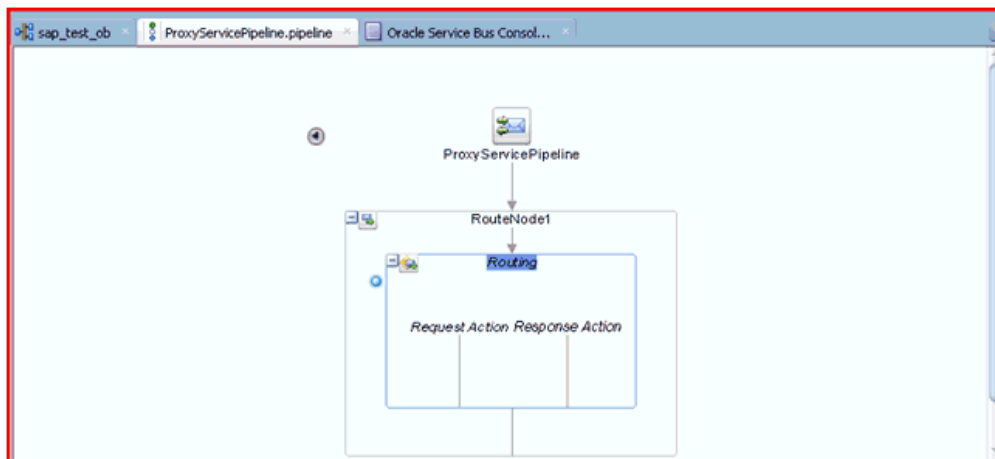 sap_test_ob ProxyServicePipeline.pipeline Oracle Service Bus Consol...
ProxyServicePipeline
RouteNode1
Routing
Request Action Response Action